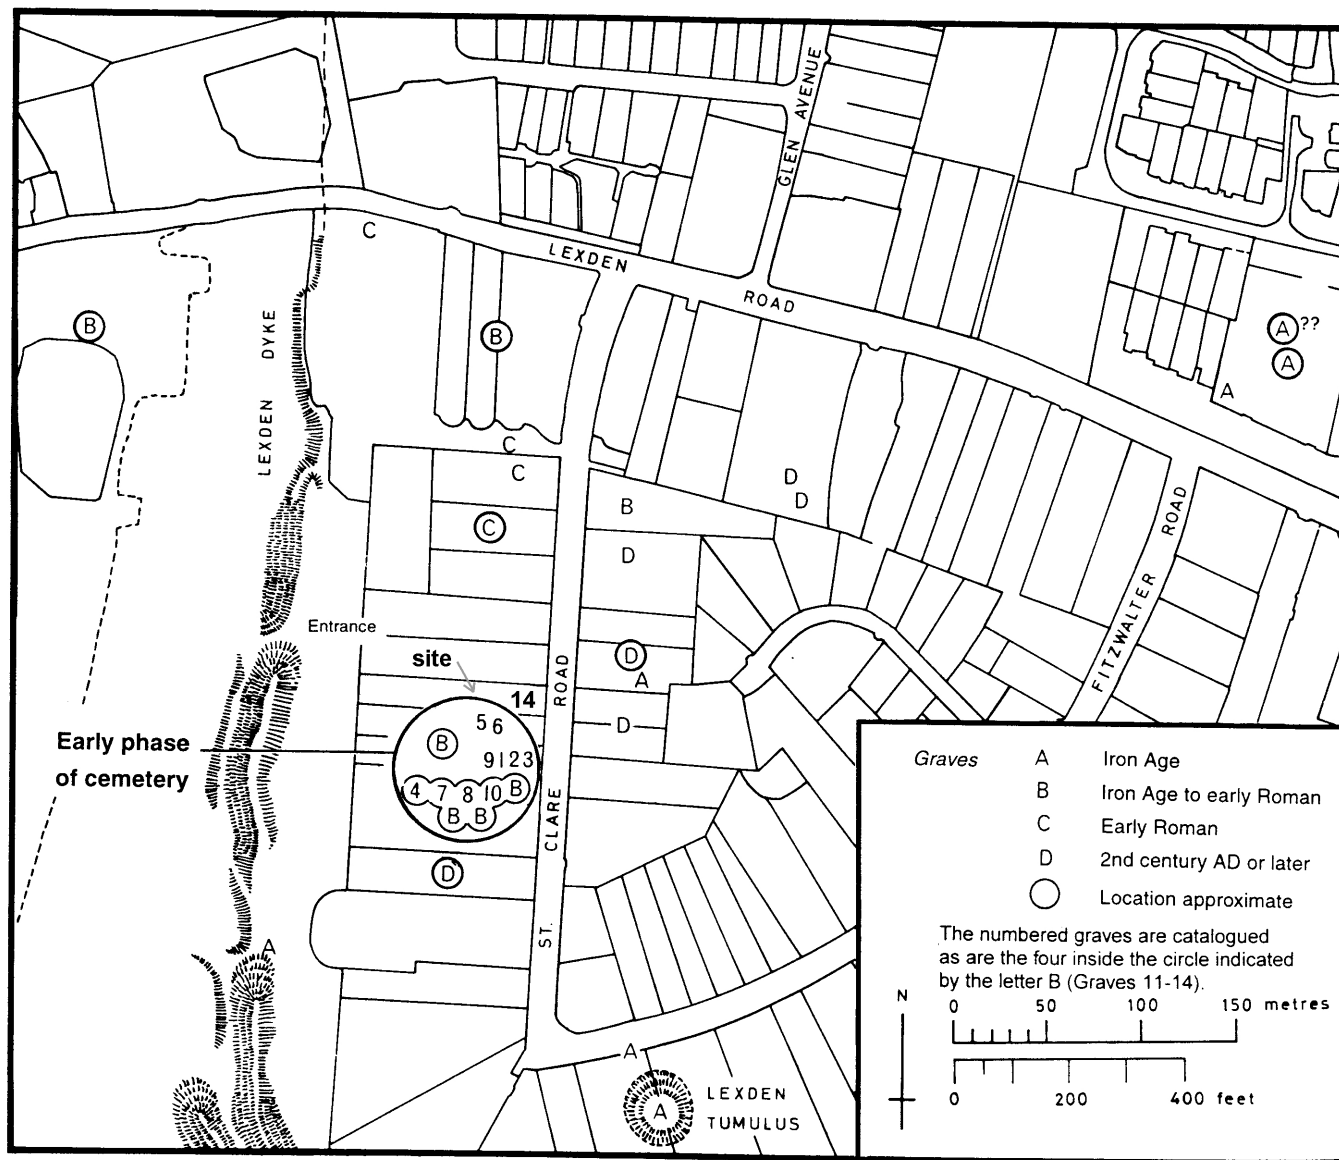 GLEN AVENUE
C
LEXDEN ROAD
LEXDEN DYKE
B
B
A ??
A
A
C
C
C
B
D
D
D
Entrance
site
D
A
D
14
5 6
B
9 1 2 3
4 7 8 10 B
B B
Early phase
of cemetery
D
ST. CLARE ROAD
FITZWALTER ROAD
A
A
A
LEXDEN
TUMULUS
Graves
A Iron Age
B Iron Age to early Roman
C Early Roman
D 2nd century AD or later
Location approximate
The numbered graves are catalogued
as are the four inside the circle indicated
by the letter B (Graves 11-14).
N
0 50 100 150 metres
0 200 400 feet